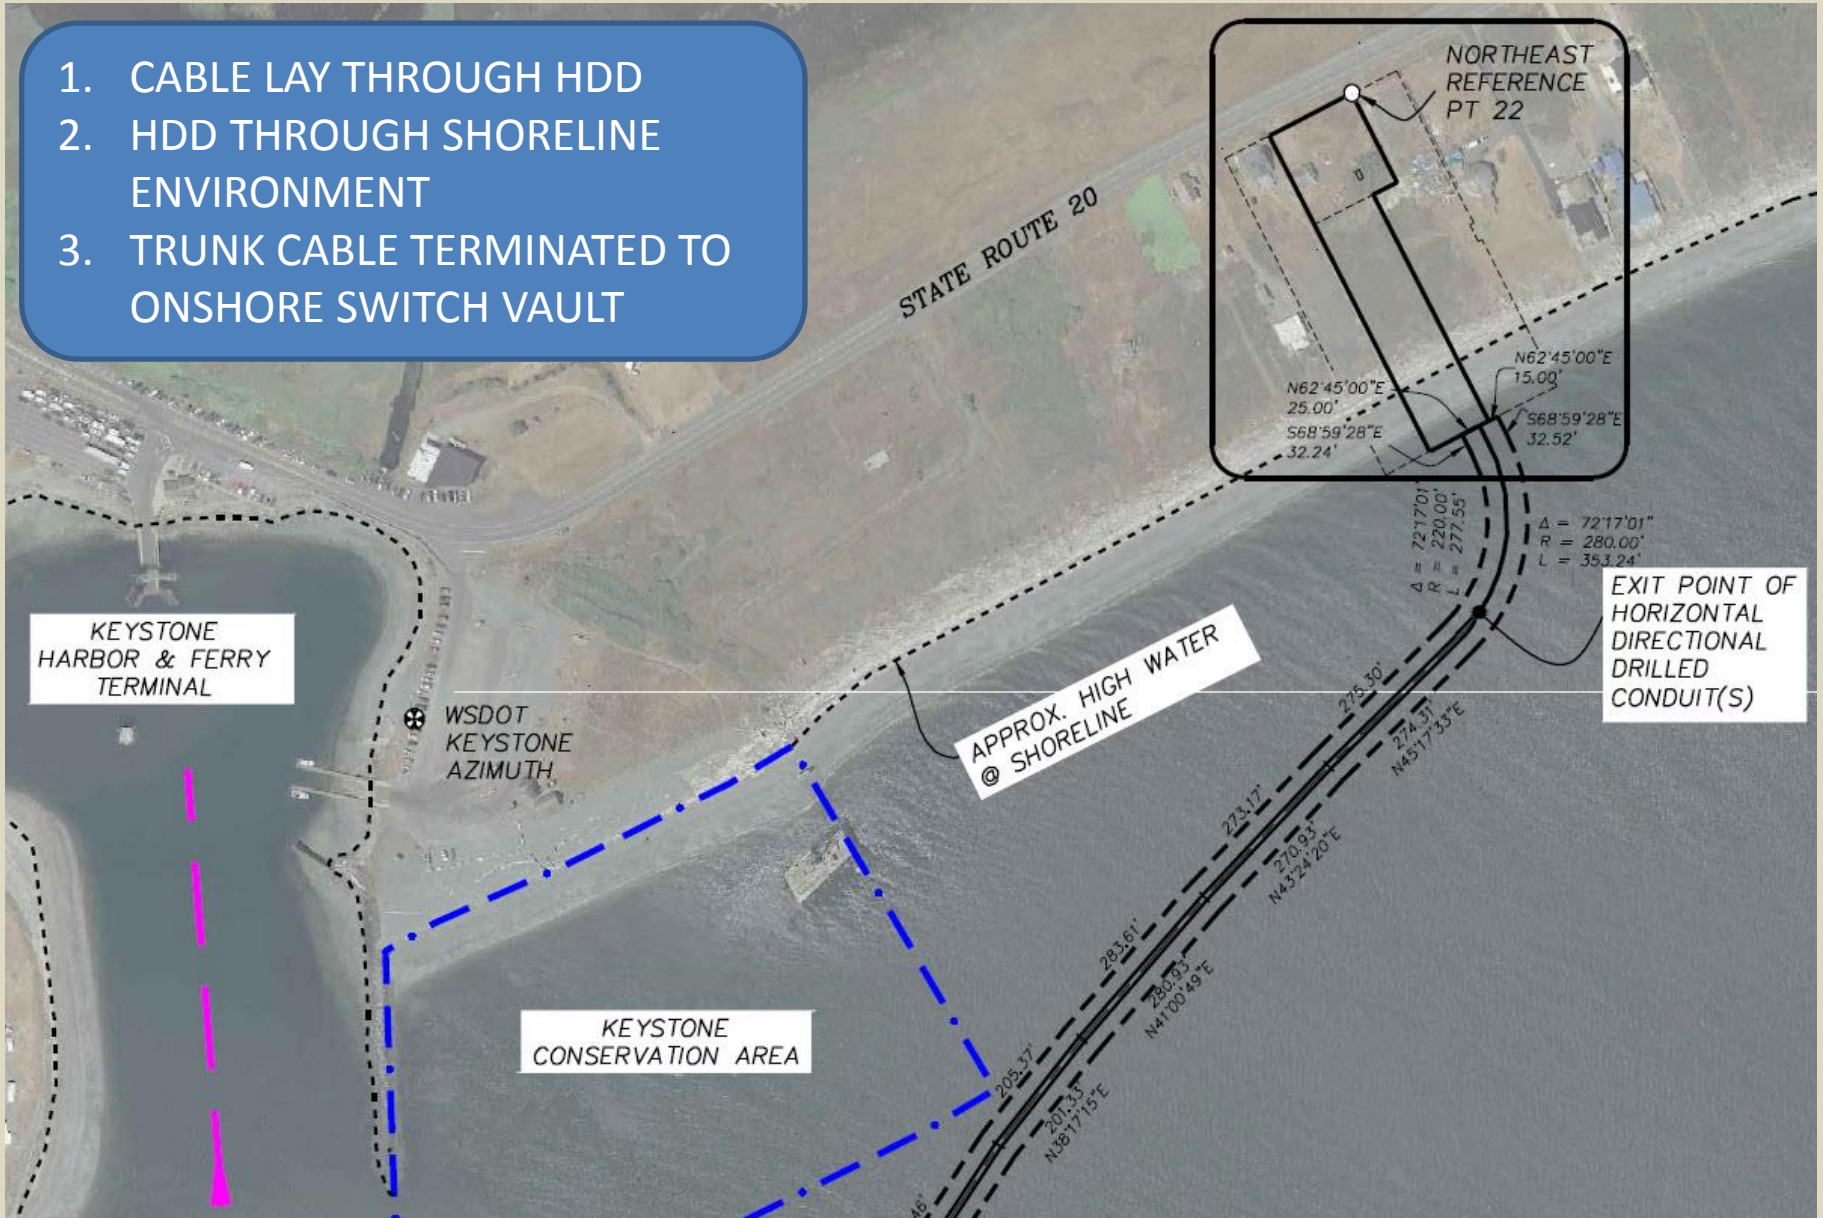 1. CABLE LAY THROUGH HDD
2. HDD THROUGH SHORELINE
ENVIRONMENT
3. TRUNK CABLE TERMINATED TO
ONSHORE SWITCH VAULT
NORTHEAST
REFERENCE
PT 22
STATE ROUTE 20
N62°45'00"E
15.00'
N62°45'00"E
25.00'
S68°59'28"E
32.52'
S68°59'28"E
32.24'
Δ = 72°17'01"
R = 220.00'
L = 277.55'
Δ = 72°17'01"
R = 280.00'
L = 353.24'
EXIT POINT OF
HORIZONTAL
DIRECTIONAL
DRILLED
CONDUIT(S)
KEYSTONE
HARBOR & FERRY
TERMINAL
WSDOT
KEYSTONE
AZIMUTH
APPROX. HIGH WATER
@ SHORELINE
275.30'
274.31'
N45°17'33"E
273.17'
270.93'
N43°24'20"E
283.61'
280.93'
N41°00'49"E
KEYSTONE
CONSERVATION AREA
205.37'
201.33'
N38°17'15"E
46'